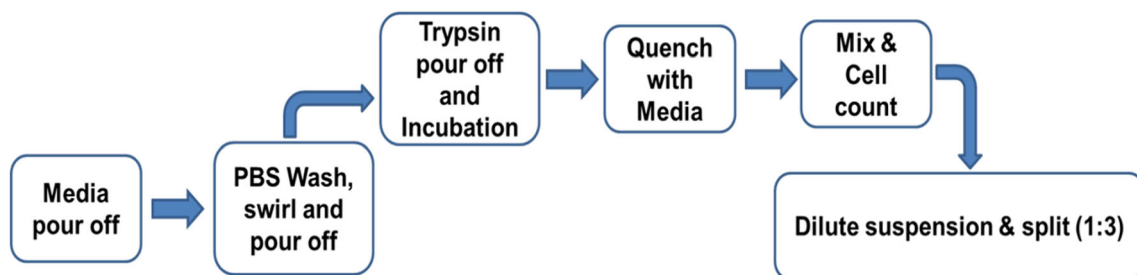 Media
pour off
PBS Wash,
swirl and
pour off
Trypsin
pour off
and
Incubation
Quench
with
Media
Mix &
Cell
count
Dilute suspension & split (1:3)